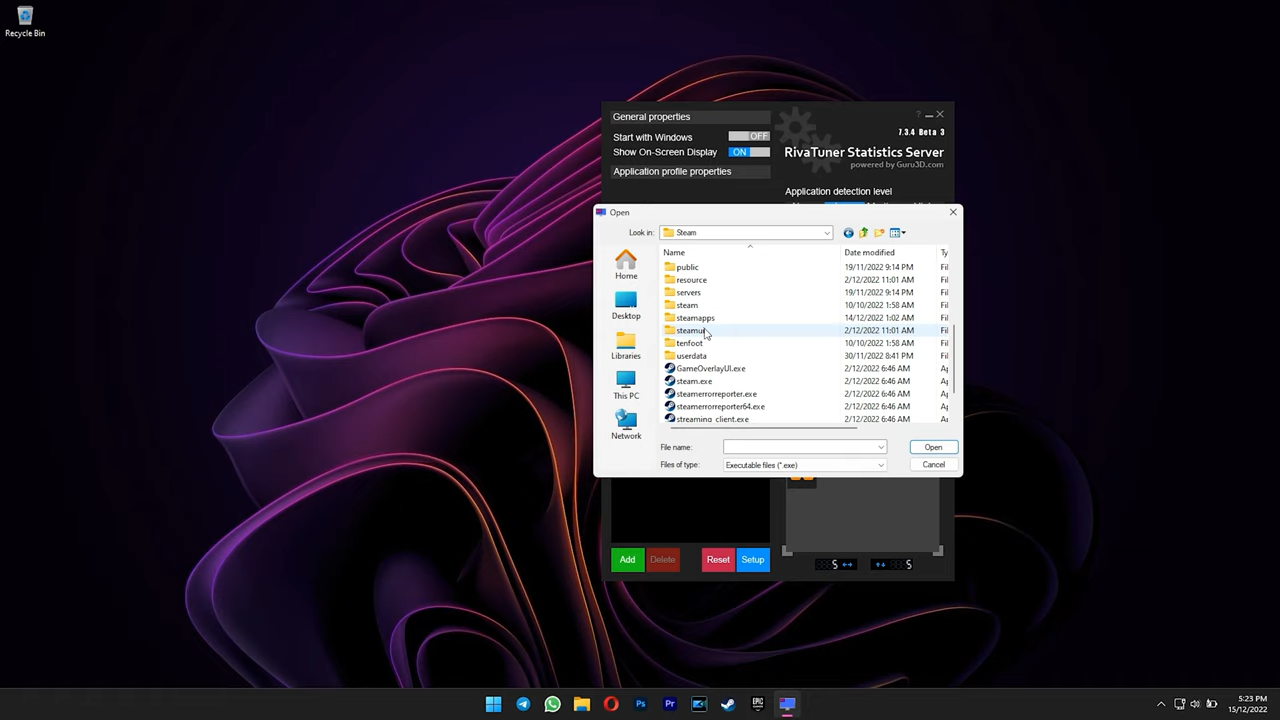 Recycle Bin
General properties
Start with Windows OFF
Show On-Screen Display ON
Application profile properties
7.3.4 Beta 3
RivaTuner Statistics Server
powered by Guru3D.com
Application detection level
Open
Look in: Steam
Name Date modified Ty
public 19/11/2022 9:14 PM Fil
resource 2/12/2022 11:01 AM Fil
servers 19/11/2022 9:14 PM Fil
steam 10/10/2022 1:58 AM Fil
steamapps 14/12/2022 1:02 AM Fil
steamui 2/12/2022 11:01 AM Fil
tenfoot 10/10/2022 1:58 AM Fil
userdata 30/11/2022 8:41 PM Fil
GameOverlayUI.exe 2/12/2022 6:46 AM Ap
steam.exe 2/12/2022 6:46 AM Ap
steamerrorreporter.exe 2/12/2022 6:46 AM Ap
steamerrorreporter64.exe 2/12/2022 6:46 AM Ap
streaming_client.exe 2/12/2022 6:46 AM Ap
Home
Desktop
Libraries
This PC
Network
File name:
Open
Files of type: Executable files (*.exe)
Cancel
Add Delete Reset Setup
5 5
Ps Pr EPIC
5:23 PM
15/12/2022